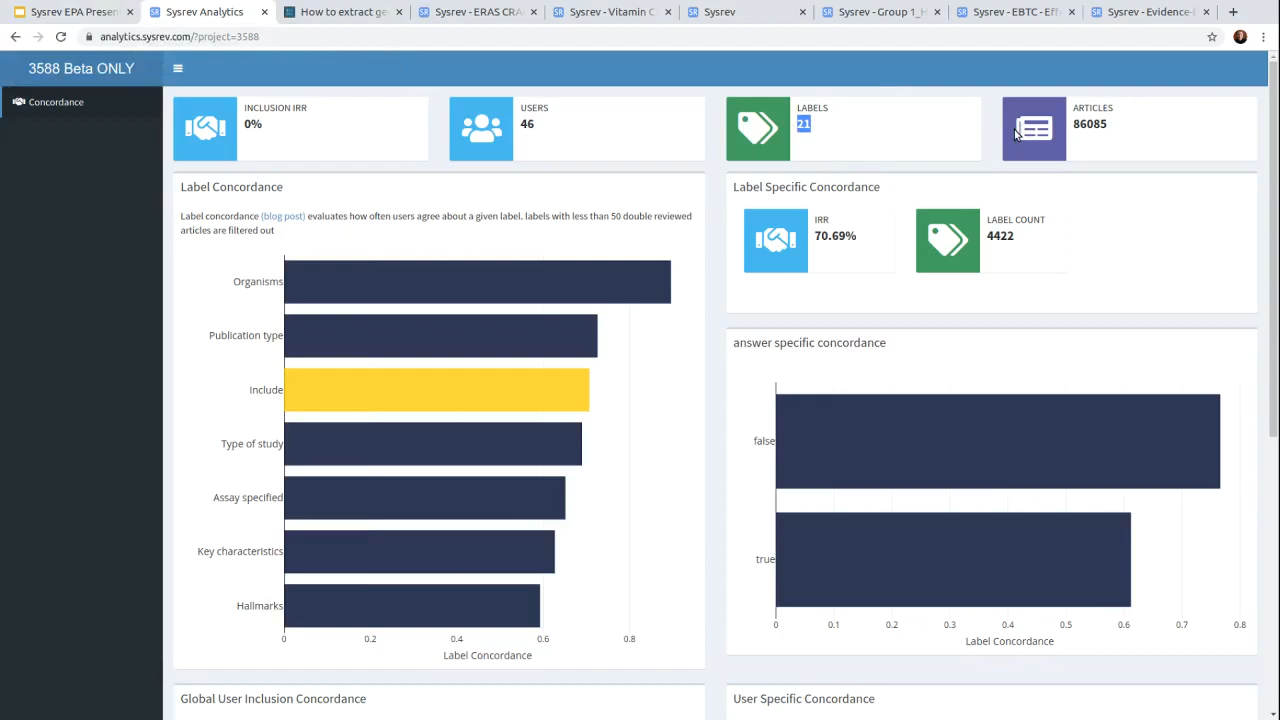 Sysrev EPA Presen
Sysrev Analytics
How to extract ge
Sysrev - ERAS CRA
Sysrev - Vitamin C
Sysrev
Sysrev - Group 1_H
Sysrev - EBTC - Eff
Sysrev - Evidence-
analytics.sysrev.com/?project=3588
3588 Beta ONLY
Concordance
INCLUSION IRR
0%
USERS
46
LABELS
21
ARTICLES
86085
Label Concordance
Label concordance (blog post) evaluates how often users agree about a given label. labels with less than 50 double reviewed
articles are filtered out
Organisms
Publication type
Include
Type of study
Assay specified
Key characteristics
Hallmarks
0 0.2 0.4 0.6 0.8
Label Concordance
Label Specific Concordance
IRR
70.69%
LABEL COUNT
4422
answer specific concordance
false
true
0 0.1 0.2 0.3 0.4 0.5 0.6 0.7 0.8
Label Concordance
Global User Inclusion Concordance
User Specific Concordance